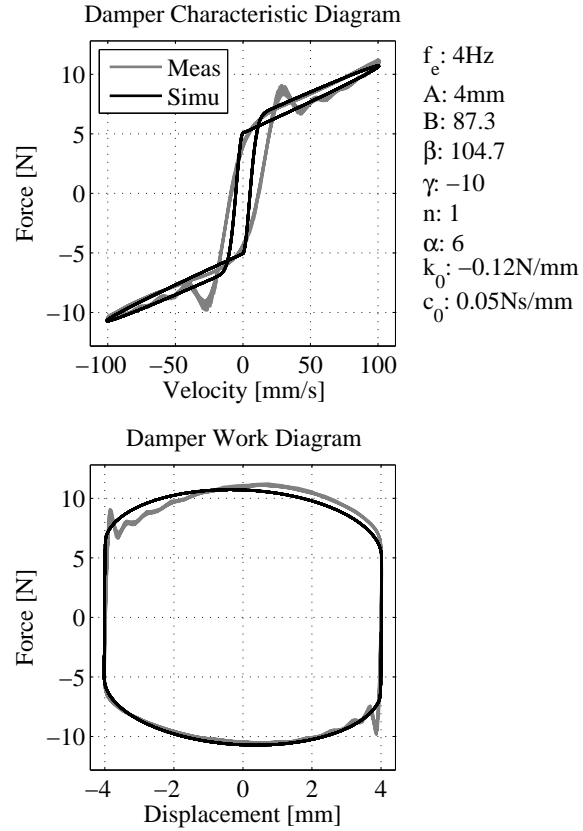 Damper Characteristic Diagram
10
5
0
−5
−10
Force [N]
Meas
Simu
−100
−50
0
50
100
Velocity [mm/s]
f_e: 4Hz
A: 4mm
B: 87.3
β: 104.7
γ: −10
n: 1
α: 6
k_0: −0.12N/mm
c_0: 0.05Ns/mm
Damper Work Diagram
10
5
0
−5
−10
Force [N]
−4
−2
0
2
4
Displacement [mm]